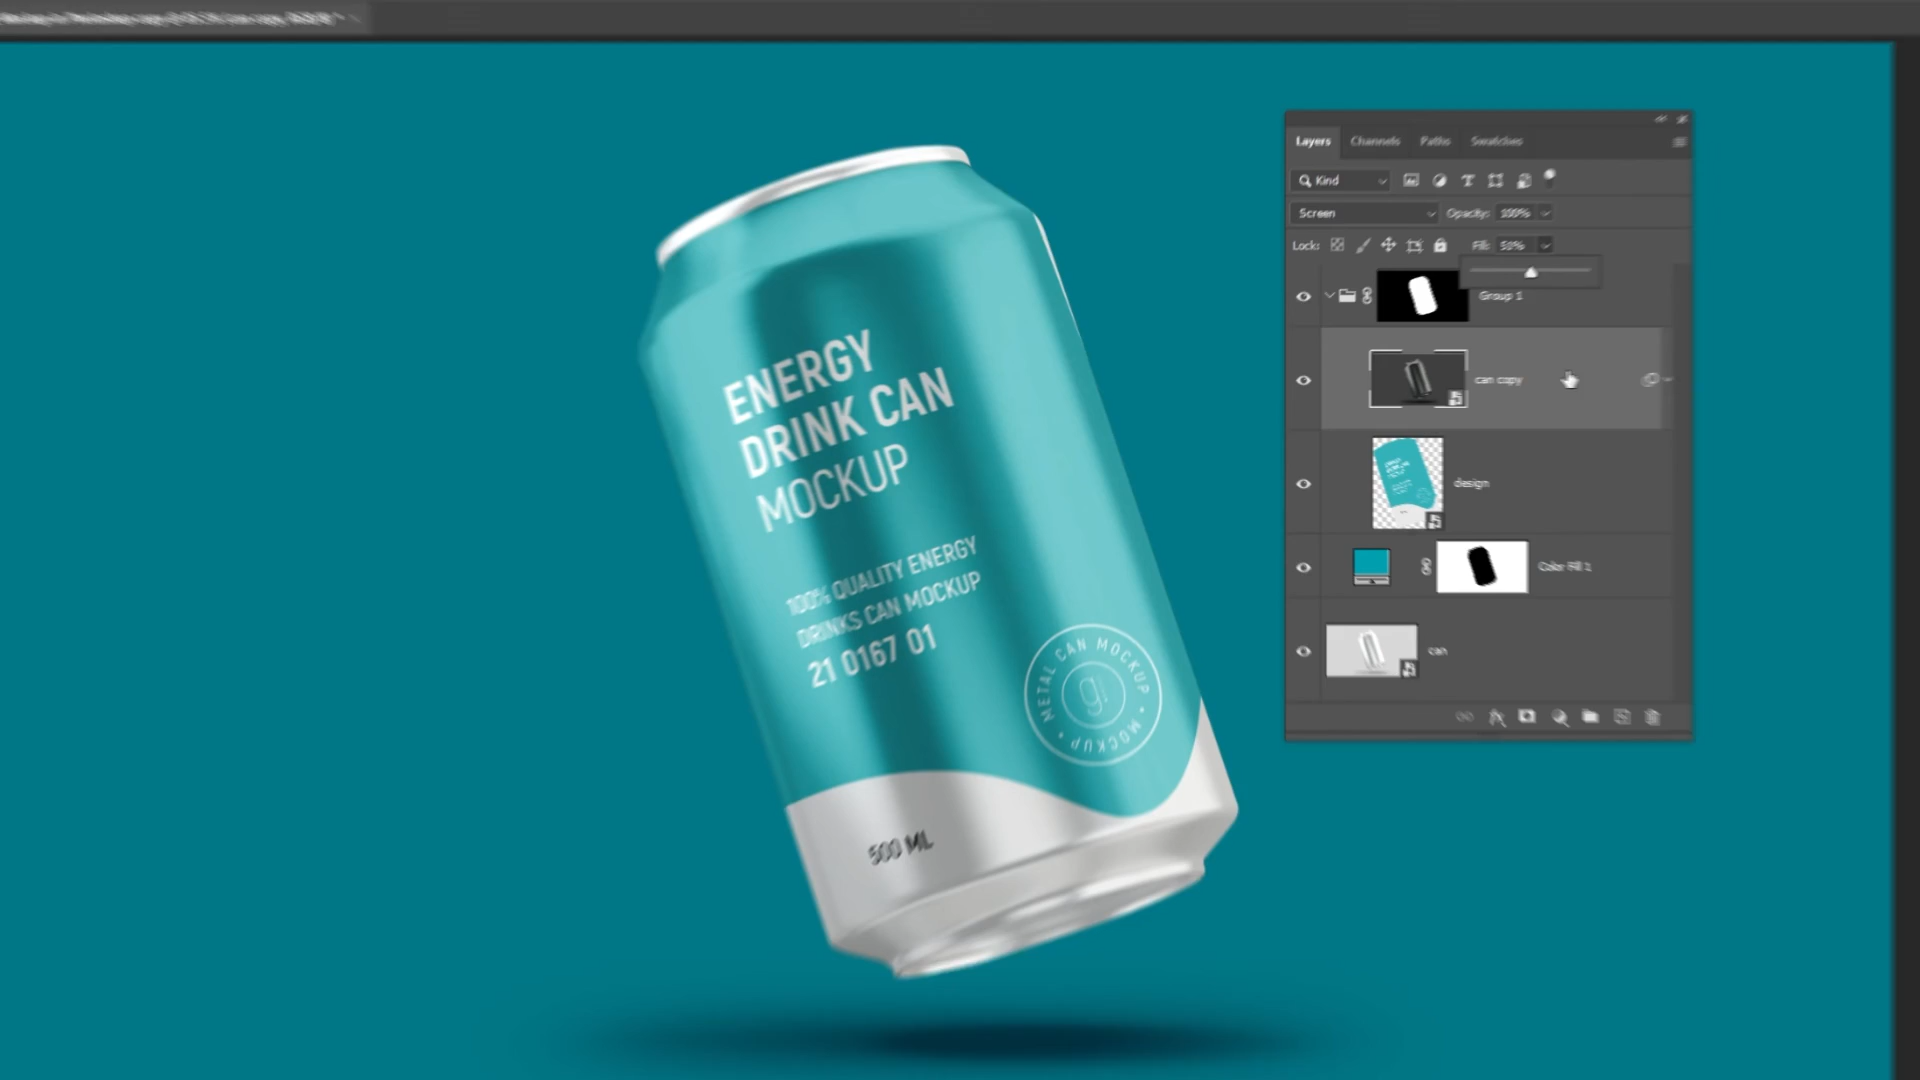 Layers Channels Paths Swatches
Kind
Screen Opacity: 100%
Lock: Fill: 50%
Group 1
can copy
design
Color Fill 1
can
ENERGY
DRINK CAN
MOCKUP
100% QUALITY ENERGY
DRINKS CAN MOCKUP
21 0167 01
METAL CAN MOCKUP • MOCKUP •
500 ML